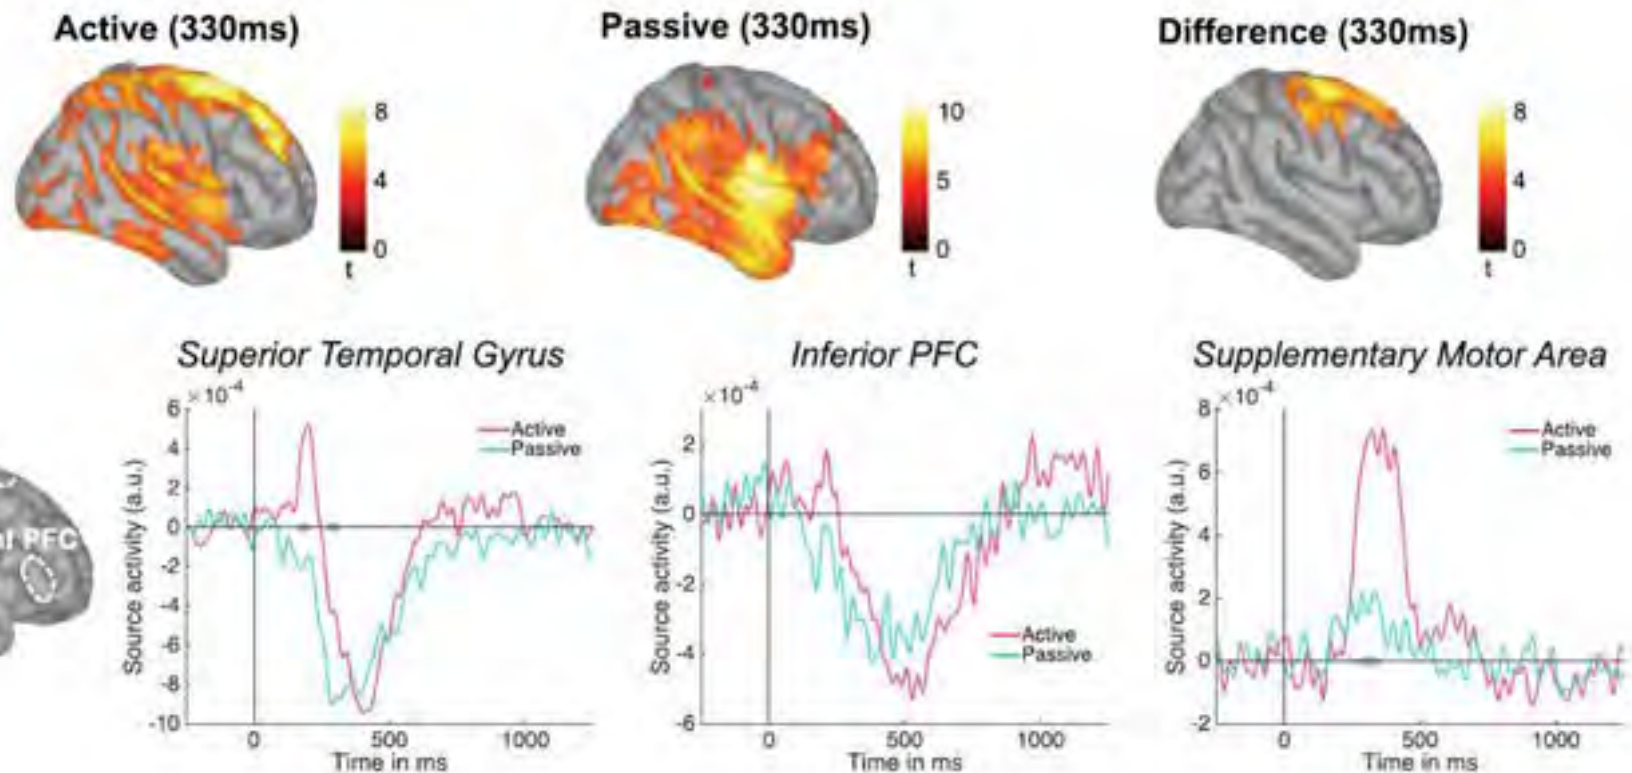 Active (330ms)
Passive (330ms)
Difference (330ms)
8
4
0
t
10
5
0
t
8
4
0
t
Superior Temporal Gyrus
×10⁻⁴
6
4
2
0
-2
-4
-6
-8
-10
Source activity (a.u.)
Active
Passive
0
500
1000
Time in ms
Inferior PFC
×10⁻⁴
2
0
-2
-4
-6
Source activity (a.u.)
Active
Passive
0
500
1000
Time in ms
Supplementary Motor Area
×10⁻⁴
8
6
4
2
0
-2
Source activity (a.u.)
Active
Passive
0
500
1000
Time in ms
PFC